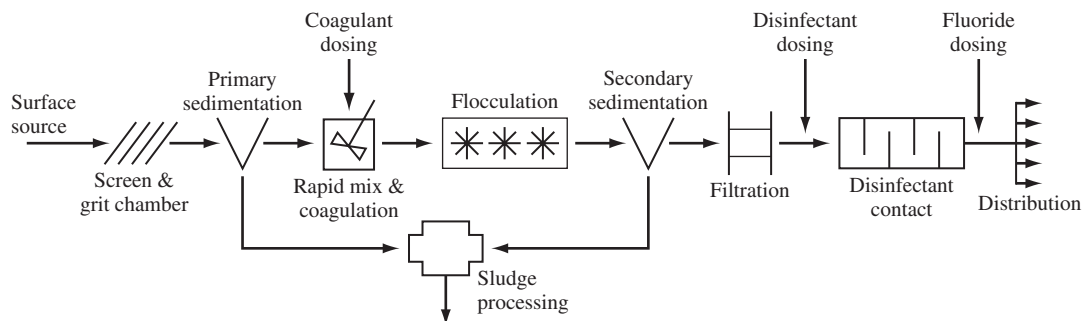 Coagulant
dosing
Disinfectant
dosing
Fluoride
dosing
Surface
source
Primary
sedimentation
Flocculation
Secondary
sedimentation
Screen &
grit chamber
Rapid mix &
coagulation
Filtration
Disinfectant
contact
Distribution
Sludge
processing